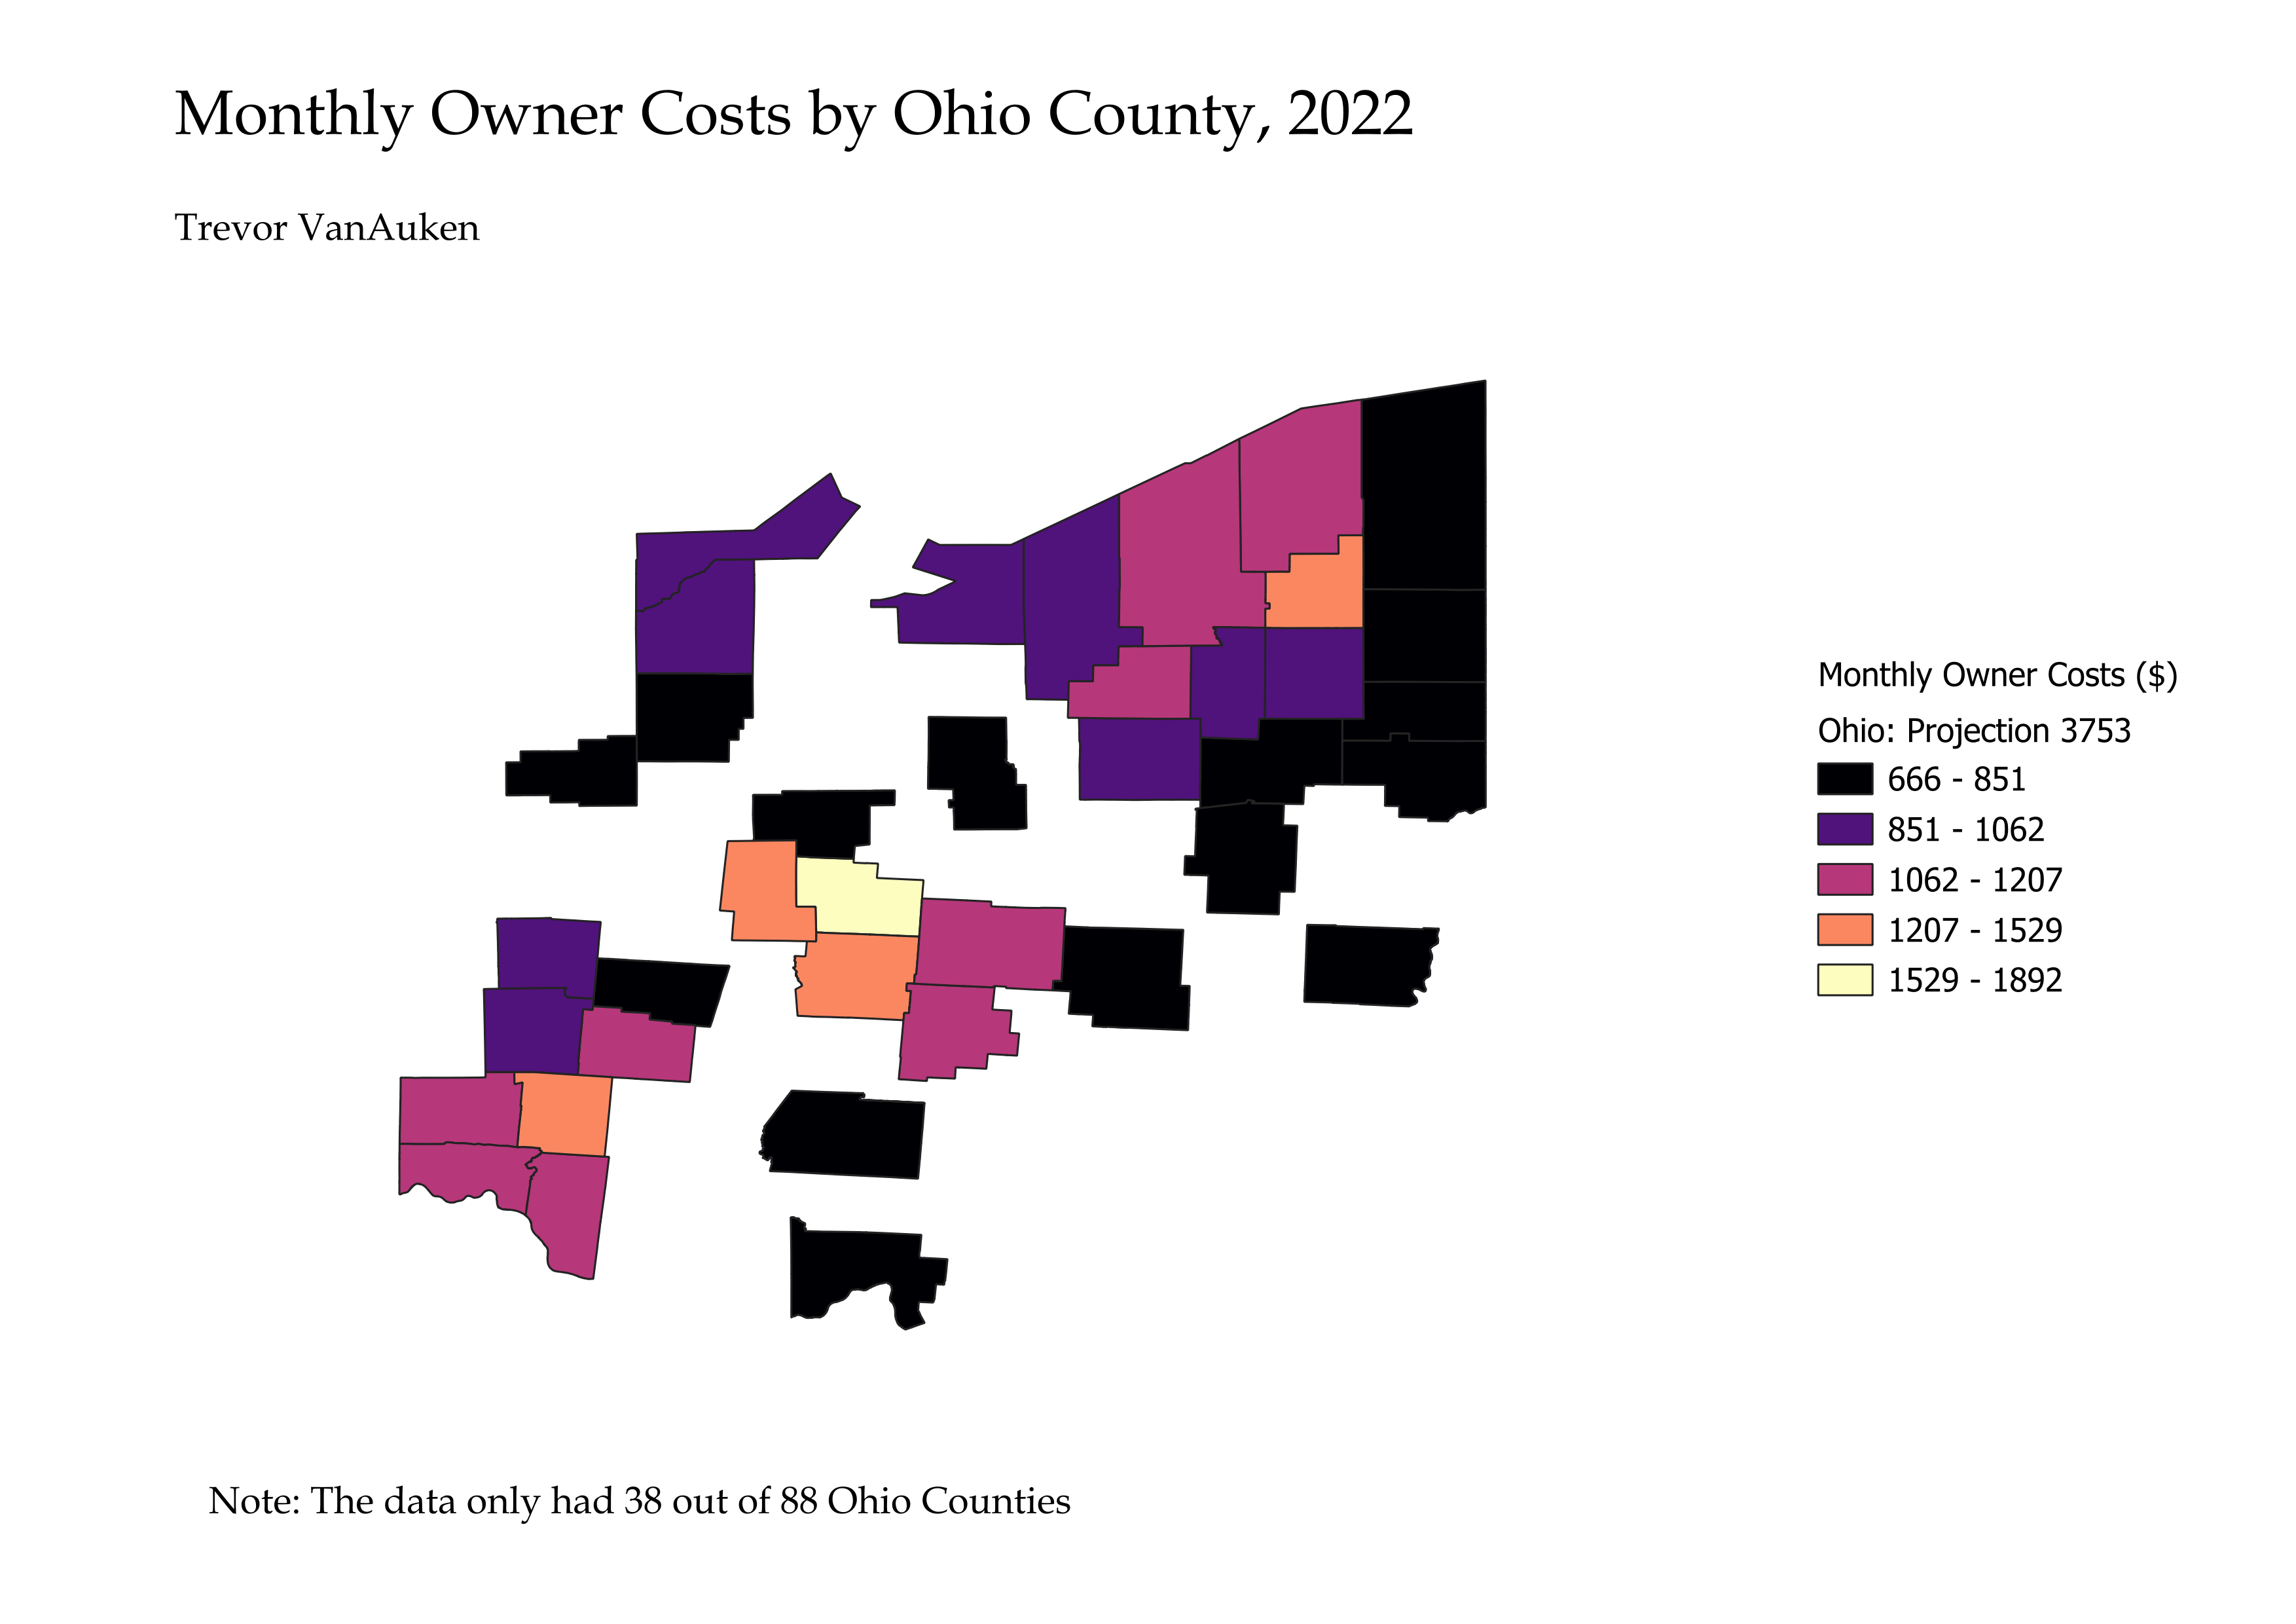 Monthly Owner Costs by Ohio County, 2022
Trevor VanAuken
Monthly Owner Costs ($)
Ohio: Projection 3753
666 - 851
851 - 1062
1062 - 1207
1207 - 1529
1529 - 1892
Note: The data only had 38 out of 88 Ohio Counties